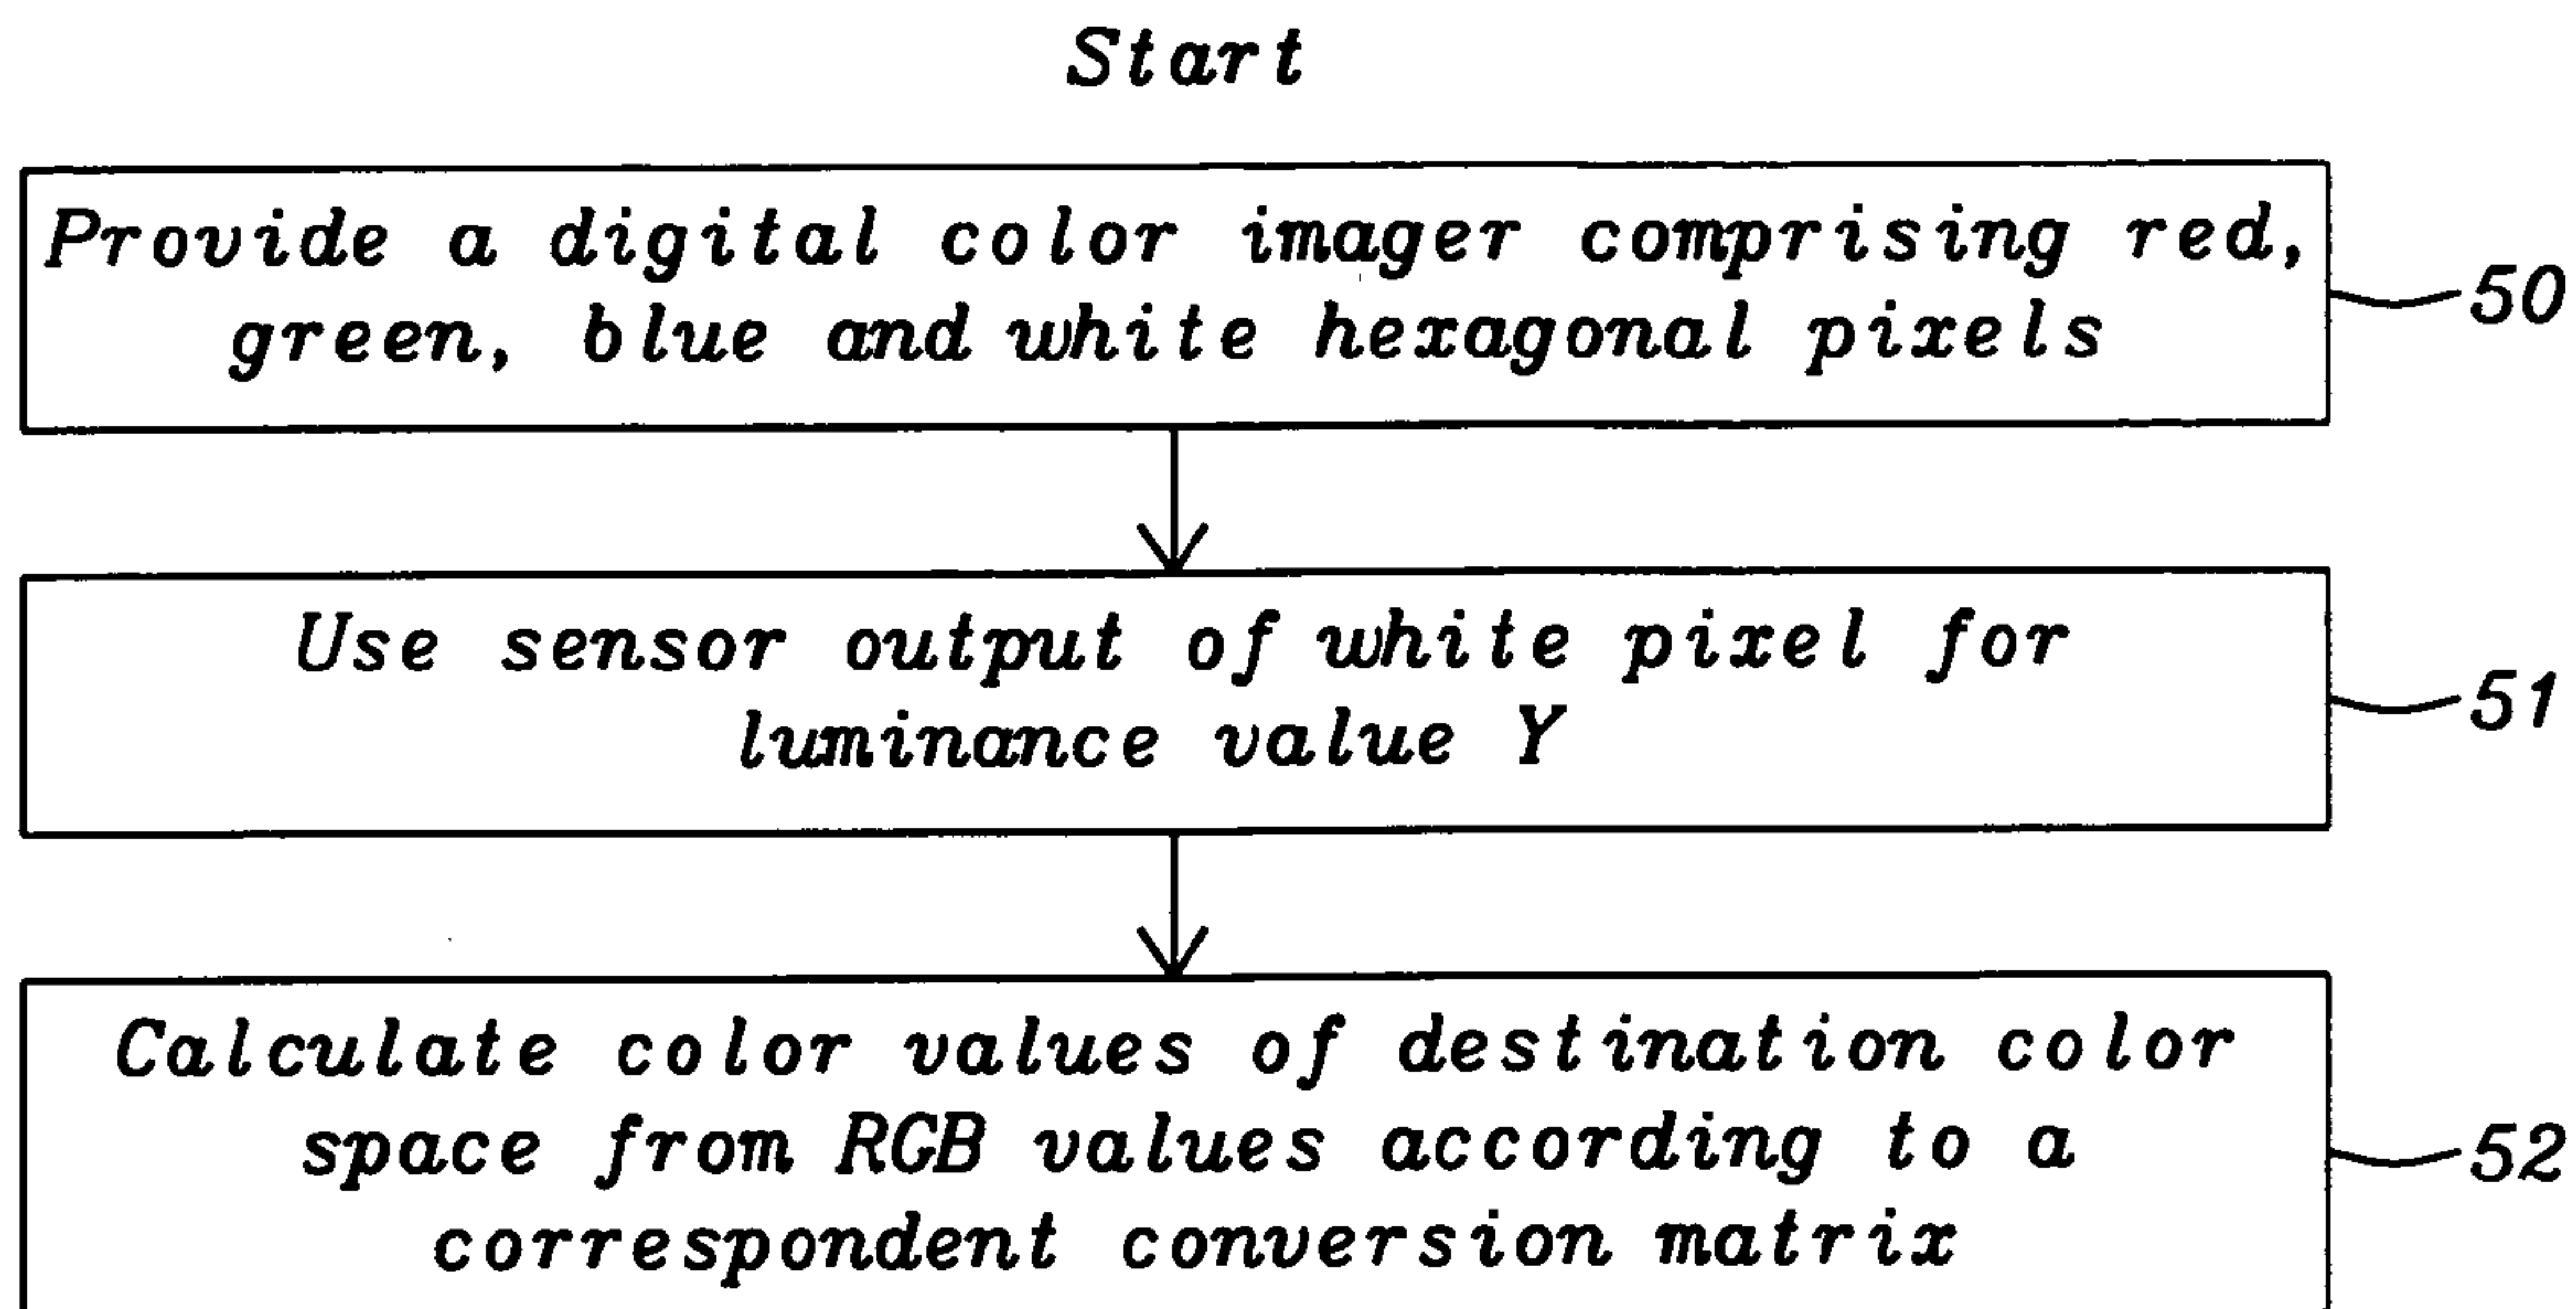 Start
Provide a digital color imager comprising red,
green, blue and white hexagonal pixels
50
Use sensor output of white pixel for
luminance value Y
51
Calculate color values of destination color
space from RGB values according to a
correspondent conversion matrix
52